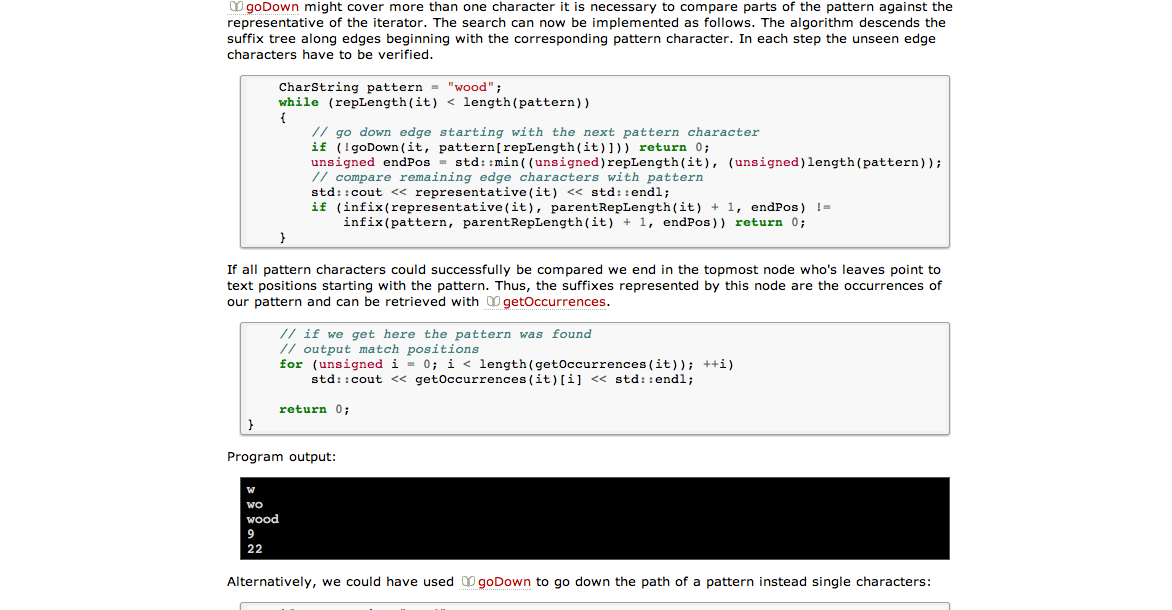 goDown might cover more than one character it is necessary to compare parts of the pattern against the
representative of the iterator. The search can now be implemented as follows. The algorithm descends the
suffix tree along edges beginning with the corresponding pattern character. In each step the unseen edge
characters have to be verified.
CharString pattern = "wood";
while (repLength(it) < length(pattern))
{
// go down edge starting with the next pattern character
if (!goDown(it, pattern[repLength(it)])) return 0;
unsigned endPos = std::min((unsigned)repLength(it), (unsigned)length(pattern));
// compare remaining edge characters with pattern
std::cout << representative(it) << std::endl;
if (infix(representative(it), parentRepLength(it) + 1, endPos) !=
infix(pattern, parentRepLength(it) + 1, endPos)) return 0;
}
If all pattern characters could successfully be compared we end in the topmost node who's leaves point to
text positions starting with the pattern. Thus, the suffixes represented by this node are the occurrences of
our pattern and can be retrieved with getOccurrences.
// if we get here the pattern was found
// output match positions
for (unsigned i = 0; i < length(getOccurrences(it)); ++i)
std::cout << getOccurrences(it)[i] << std::endl;
return 0;
}
Program output:
w
wo
wood
9
22
Alternatively, we could have used goDown to go down the path of a pattern instead single characters: